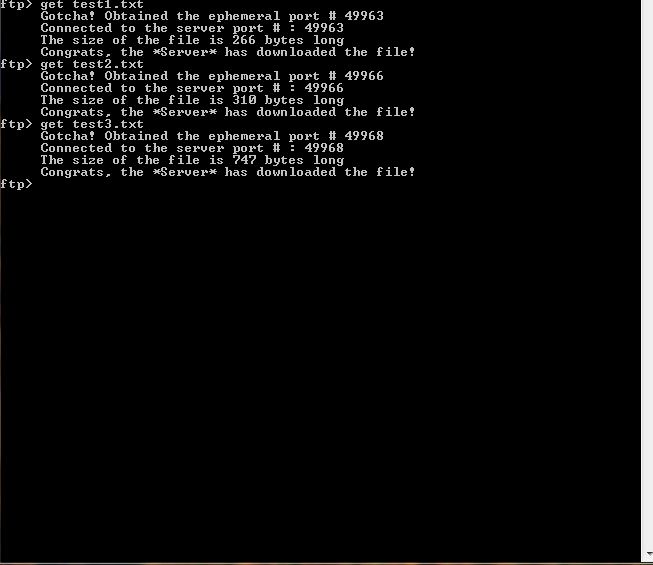 ftp> get test1.txt
Gotcha! Obtained the ephemeral port # 49963
Connected to the server port # : 49963
The size of the file is 266 bytes long
Congrats, the *Server* has downloaded the file!
ftp> get test2.txt
Gotcha! Obtained the ephemeral port # 49966
Connected to the server port # : 49966
The size of the file is 310 bytes long
Congrats, the *Server* has downloaded the file!
ftp> get test3.txt
Gotcha! Obtained the ephemeral port # 49968
Connected to the server port # : 49968
The size of the file is 747 bytes long
Congrats, the *Server* has downloaded the file!
ftp>